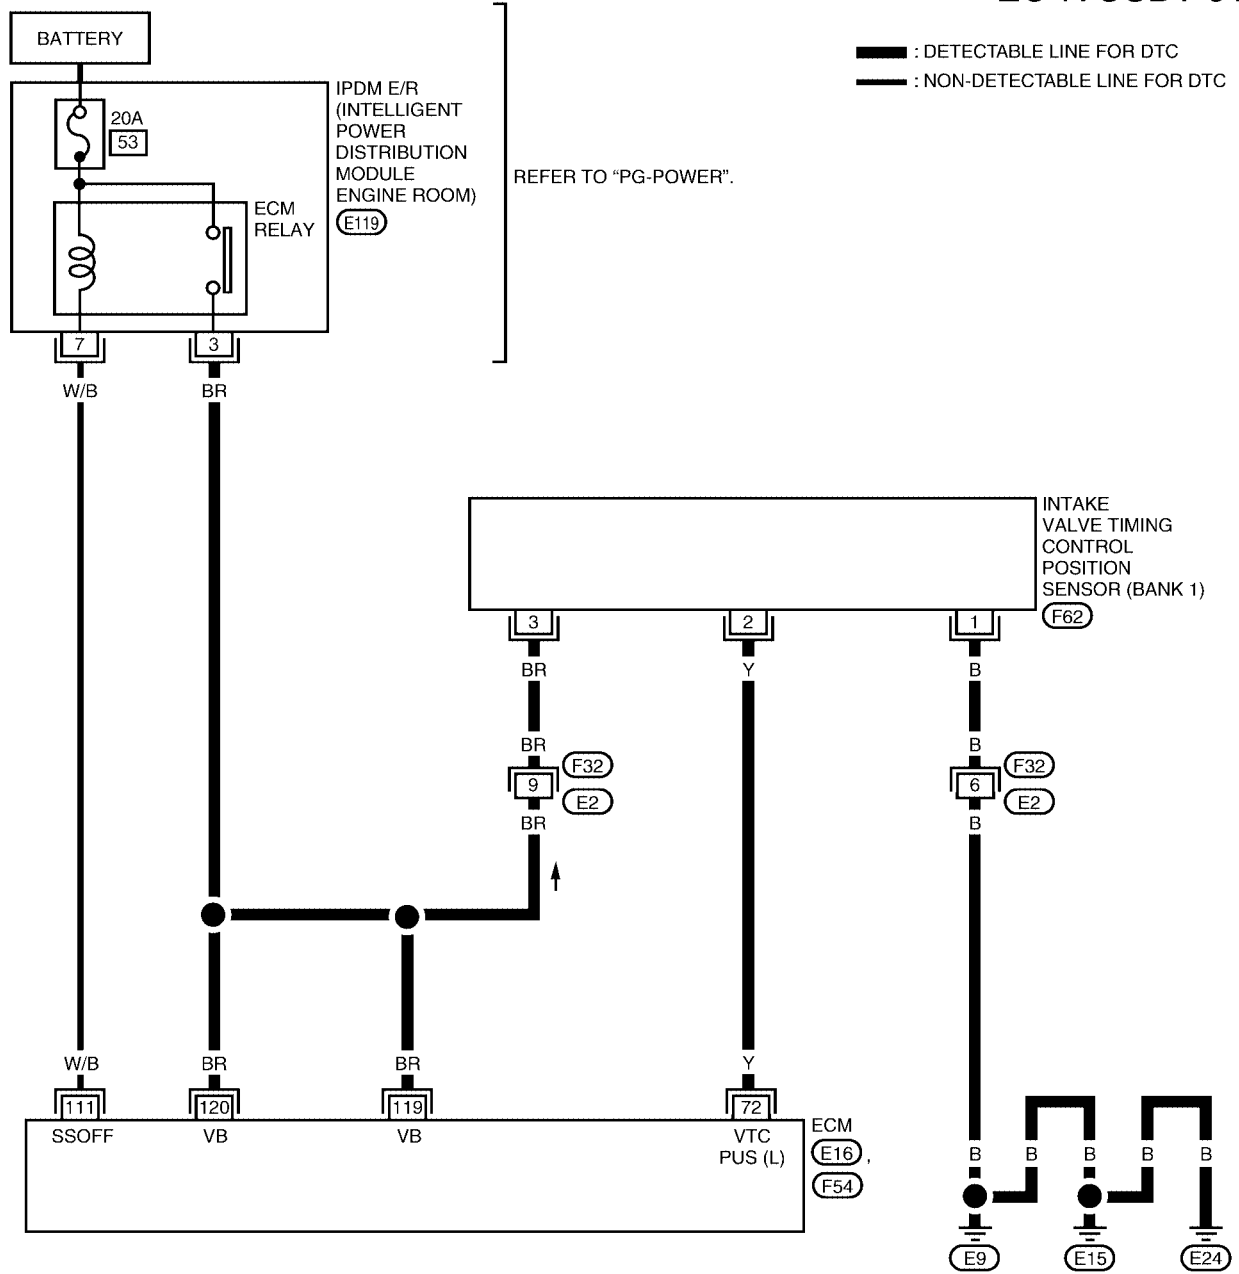 BATTERY
: DETECTABLE LINE FOR DTC
: NON-DETECTABLE LINE FOR DTC
20A
53
IPDM E/R
(INTELLIGENT
POWER
DISTRIBUTION
MODULE
ENGINE ROOM)
E119
REFER TO “PG-POWER”.
ECM
RELAY
7
3
W/B
BR
INTAKE
VALVE TIMING
CONTROL
POSITION
SENSOR (BANK 1)
F62
3
2
1
BR
Y
B
BR
B
F32
F32
9
6
E2
E2
BR
B
W/B
BR
BR
Y
111
120
119
72
SSOFF
VB
VB
VTC
PUS (L)
ECM
E16 ,
F54
B
B
B
B
B
E9
E15
E24